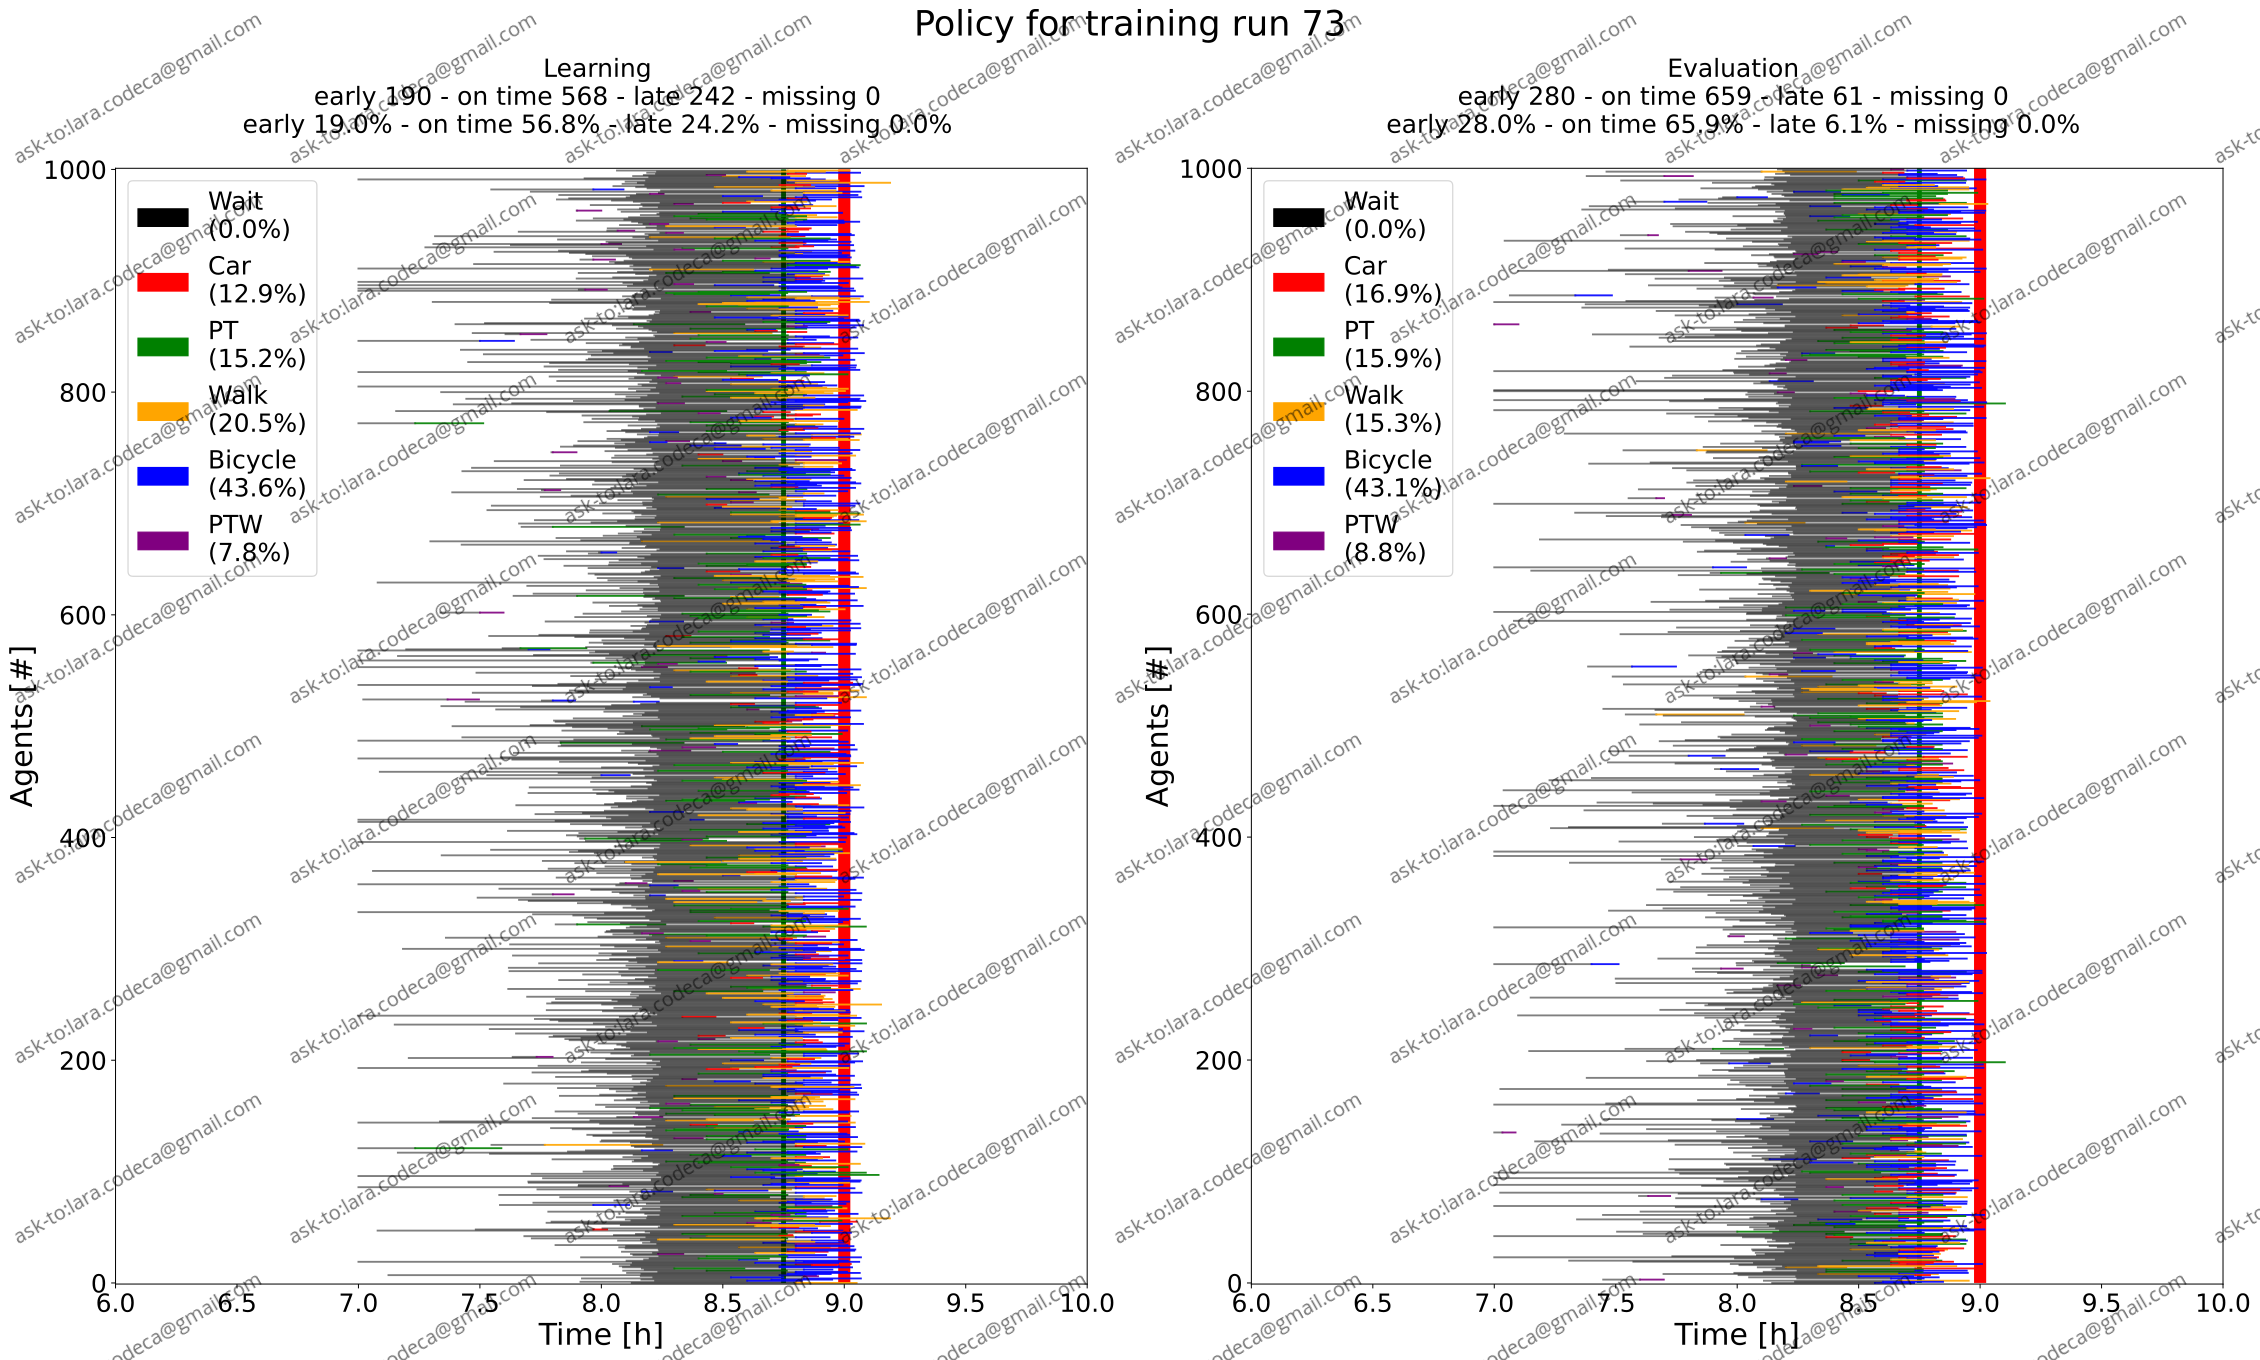 Policy for training run 73
Learning
early 190 - on time 568 - late 242 - missing 0
early 19.0% - on time 56.8% - late 24.2% - missing 0.0%
Evaluation
early 280 - on time 659 - late 61 - missing 0
early 28.0% - on time 65.9% - late 6.1% - missing 0.0%
Agents [#]
1000
800
600
400
200
0
Wait
(0.0%)
Car
(12.9%)
PT
(15.2%)
Walk
(20.5%)
Bicycle
(43.6%)
PTW
(7.8%)
6.0 6.5 7.0 7.5 8.0 8.5 9.0 9.5 10.0
Time [h]
Agents [#]
1000
800
600
400
200
0
Wait
(0.0%)
Car
(16.9%)
PT
(15.9%)
Walk
(15.3%)
Bicycle
(43.1%)
PTW
(8.8%)
6.0 6.5 7.0 7.5 8.0 8.5 9.0 9.5 10.0
Time [h]
ask-to:lara.codeca@gmail.com